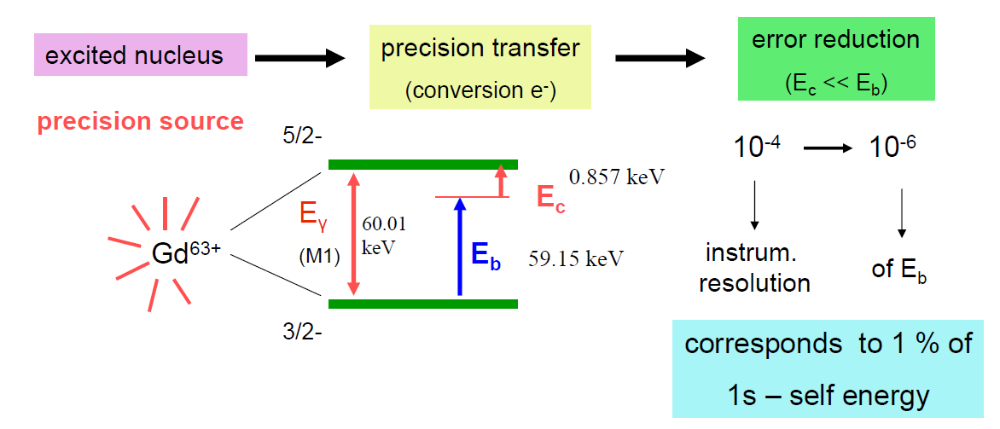 excited nucleus
precision transfer
(conversion e-)
error reduction
(Ec << Eb)
precision source
5/2-
10-4
10-6
0.857 keV
Ec
Eγ
60.01
keV
(M1)
Gd63+
Eb
59.15 keV
instrum.
resolution
of Eb
3/2-
corresponds to 1 % of
1s – self energy